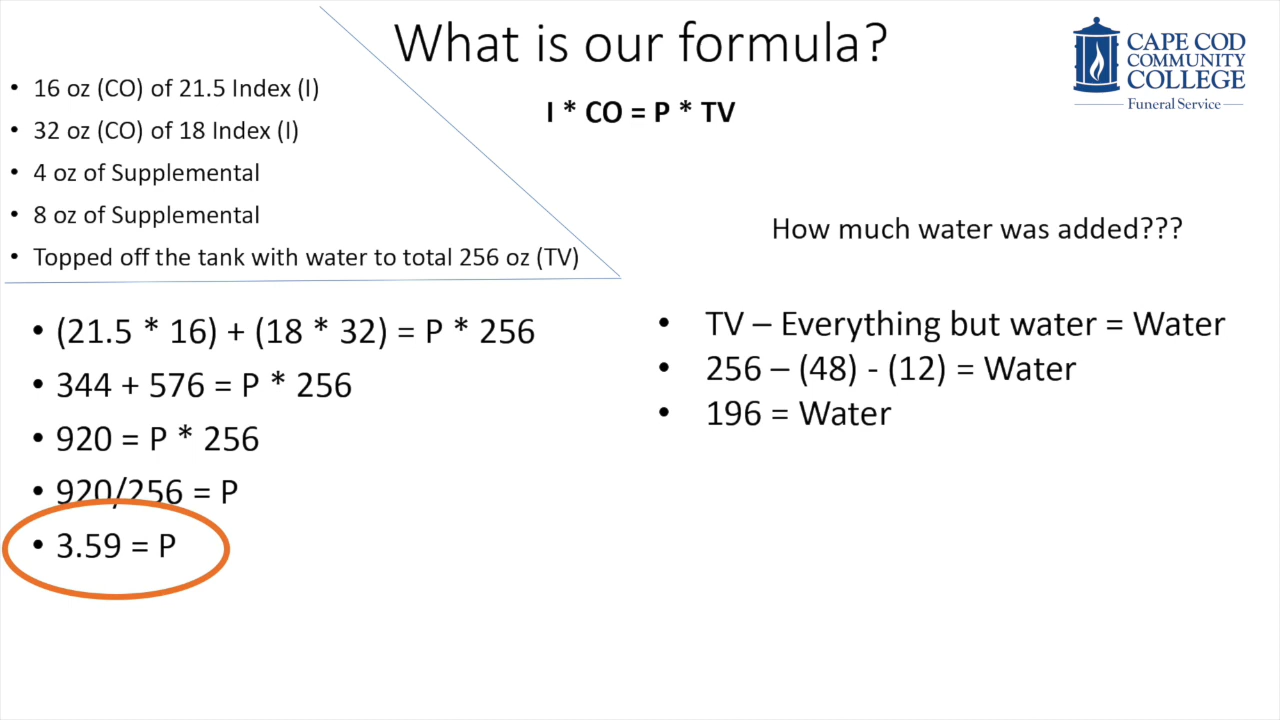 What is our formula?
CAPE COD
COMMUNITY
COLLEGE
Funeral Service
I * CO = P * TV
• 16 oz (CO) of 21.5 Index (I)
• 32 oz (CO) of 18 Index (I)
• 4 oz of Supplemental
• 8 oz of Supplemental
• Topped off the tank with water to total 256 oz (TV)
How much water was added???
• (21.5 * 16) + (18 * 32) = P * 256
• 344 + 576 = P * 256
• 920 = P * 256
• 920/256 = P
• 3.59 = P
• TV – Everything but water = Water
• 256 – (48) - (12) = Water
• 196 = Water